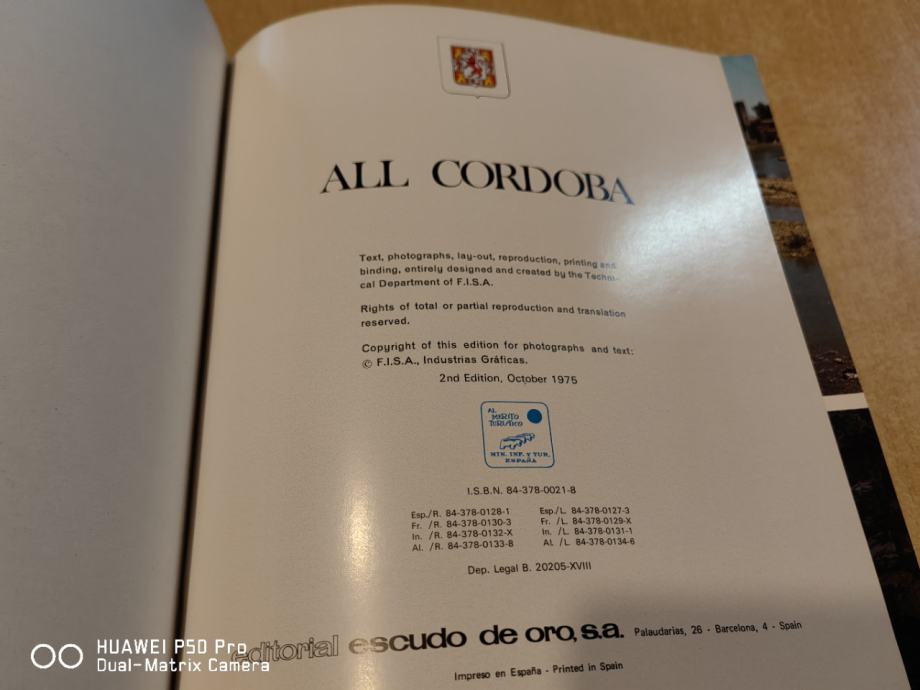 ALL CORDOBA
Text, photographs, lay-out, reproduction, printing and
binding, entirely designed and created by the Techni-
cal Department of F.I.S.A.
Rights of total or partial reproduction and translation
reserved.
Copyright of this edition for photographs and text:
© F.I.S.A., Industrias Gráficas.
2nd Edition, October 1975
AL
MERITO
TURISTICO
MIN. INF. Y TUR.
ESPAÑA
I.S.B.N. 84-378-0021-8
Esp./R. 84-378-0128-1 Esp./L. 84-378-0127-3
Fr. /R. 84-378-0130-3 Fr. /L. 84-378-0129-X
In. /R. 84-378-0132-X In. /L. 84-378-0131-1
Al. /R. 84-378-0133-8 Al. /L. 84-378-0134-6
Dep. Legal B. 20205-XVIII
editorial escudo de oro, s.a. Palaudarias, 26 - Barcelona, 4 - Spain
Impreso en España - Printed in Spain
HUAWEI P50 Pro
Dual-Matrix Camera